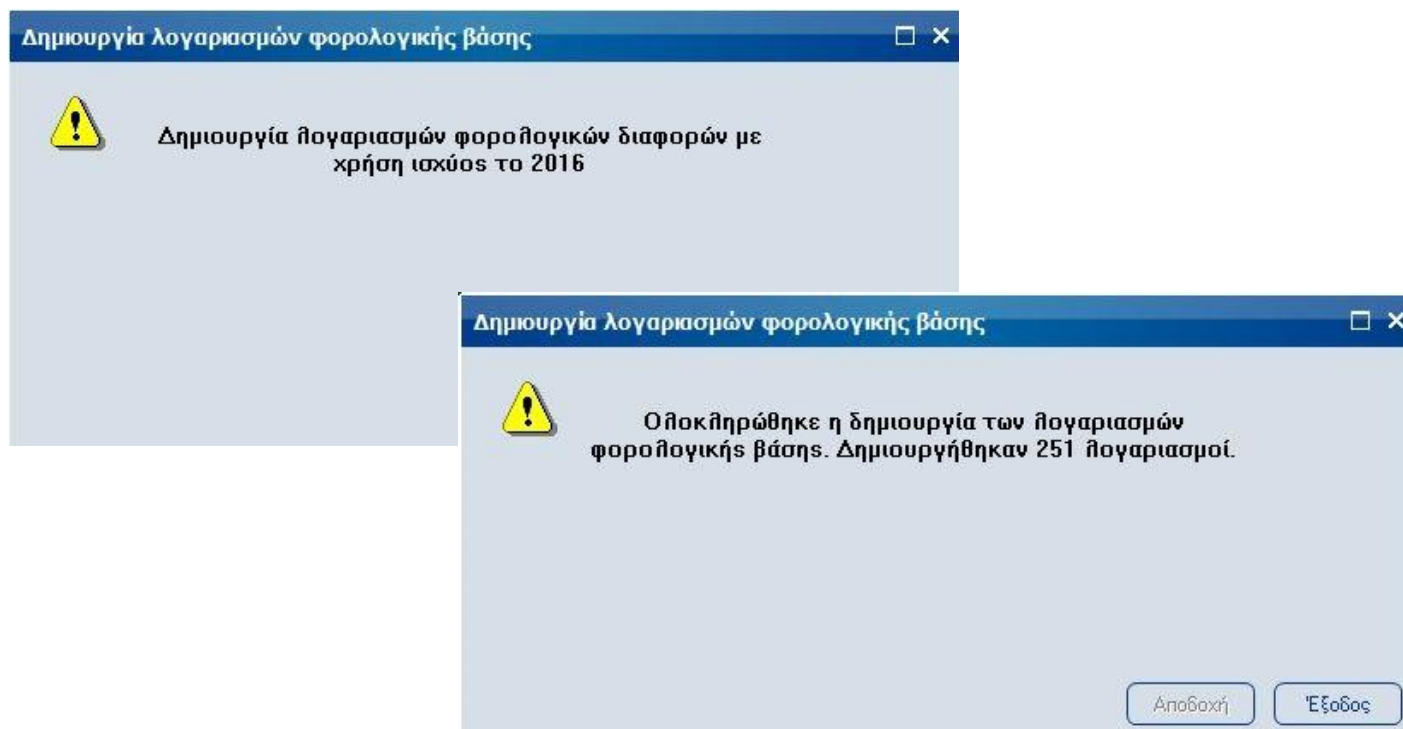 Δημιουργία λογαριασμών φορολογικής βάσης
Δημιουργία λογαριασμών φορολογικών διαφορών με
χρήση ισχύος το 2016
Δημιουργία λογαριασμών φορολογικής βάσης
Ολοκληρώθηκε η δημιουργία των λογαριασμών
φορολογικής βάσης. Δημιουργήθηκαν 251 λογαριασμοί.
Αποδοχή Έξοδος